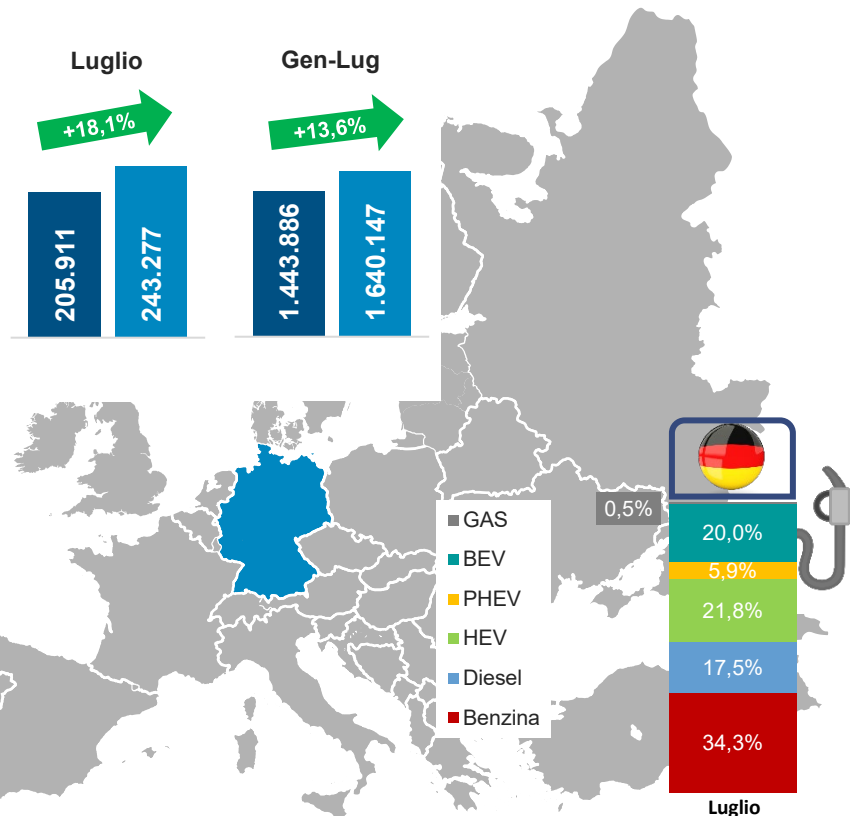 Luglio
Gen-Lug
+18,1%
+13,6%
205.911
243.277
1.443.886
1.640.147
GAS
BEV
PHEV
HEV
Diesel
Benzina
0,5%
20,0%
5,9%
21,8%
17,5%
34,3%
Luglio